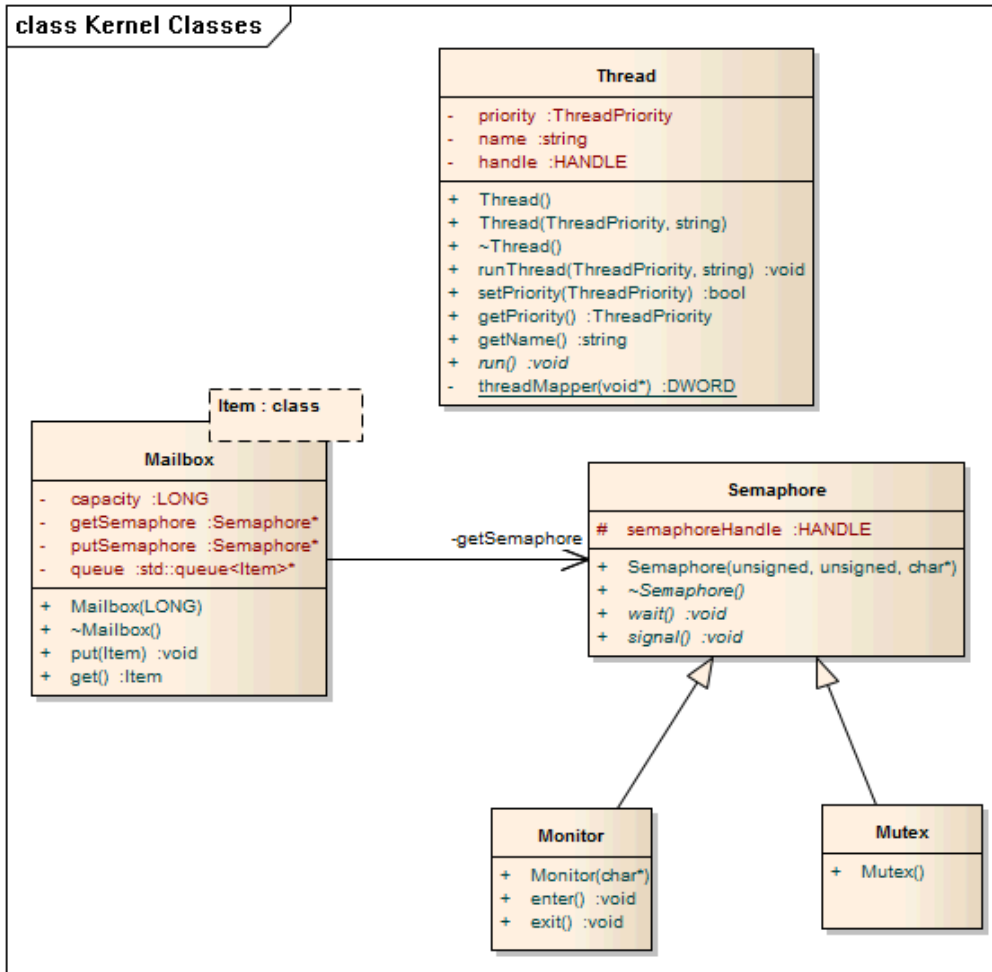 class Kernel Classes
Thread
- priority :ThreadPriority
- name :string
- handle :HANDLE
+ Thread()
+ Thread(ThreadPriority, string)
+ ~Thread()
+ runThread(ThreadPriority, string) :void
+ setPriority(ThreadPriority) :bool
+ getPriority() :ThreadPriority
+ getName() :string
+ run() :void
- threadMapper(void*) :DWORD
Item : class
Mailbox
- capacity :LONG
- getSemaphore :Semaphore*
- putSemaphore :Semaphore*
- queue :std::queue<Item>*
+ Mailbox(LONG)
+ ~Mailbox()
+ put(Item) :void
+ get() :Item
-getSemaphore
Semaphore
# semaphoreHandle :HANDLE
+ Semaphore(unsigned, unsigned, char*)
+ ~Semaphore()
+ wait() :void
+ signal() :void
Monitor
+ Monitor(char*)
+ enter() :void
+ exit() :void
Mutex
+ Mutex()